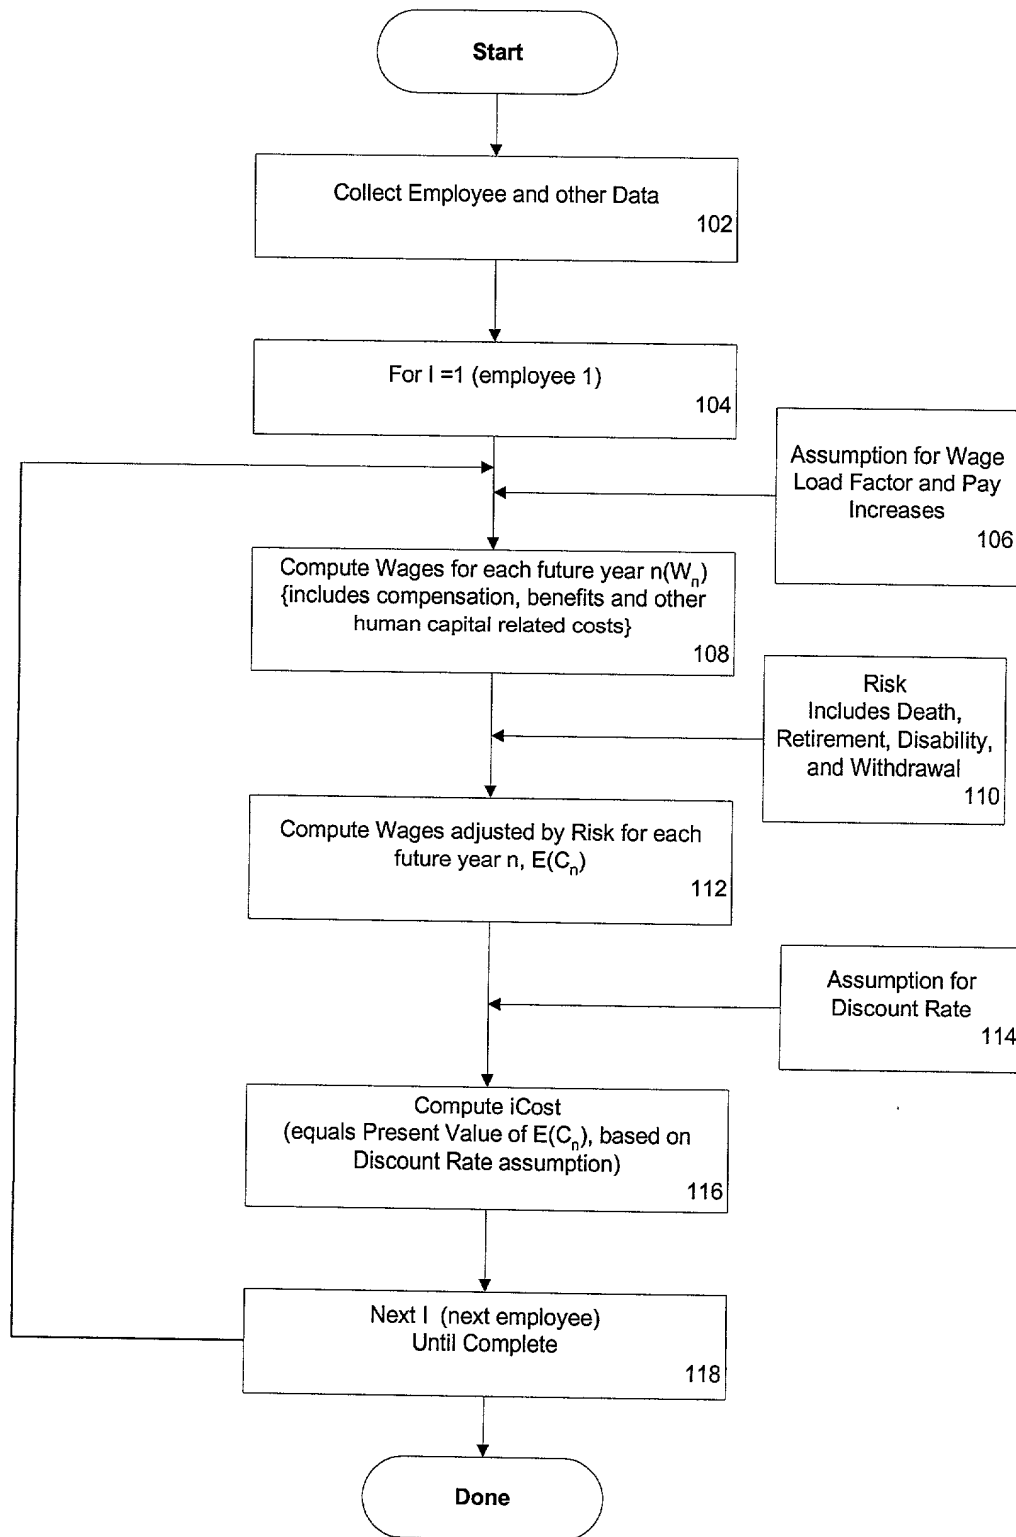 Start
Collect Employee and other Data
102
For I =1 (employee 1)
104
Assumption for Wage
Load Factor and Pay
Increases
106
Compute Wages for each future year n(Wₙ)
{includes compensation, benefits and other
human capital related costs}
108
Risk
Includes Death,
Retirement, Disability,
and Withdrawal
110
Compute Wages adjusted by Risk for each
future year n, E(Cₙ)
112
Assumption for
Discount Rate
114
Compute iCost
(equals Present Value of E(Cₙ), based on
Discount Rate assumption)
116
Next I (next employee)
Until Complete
118
Done